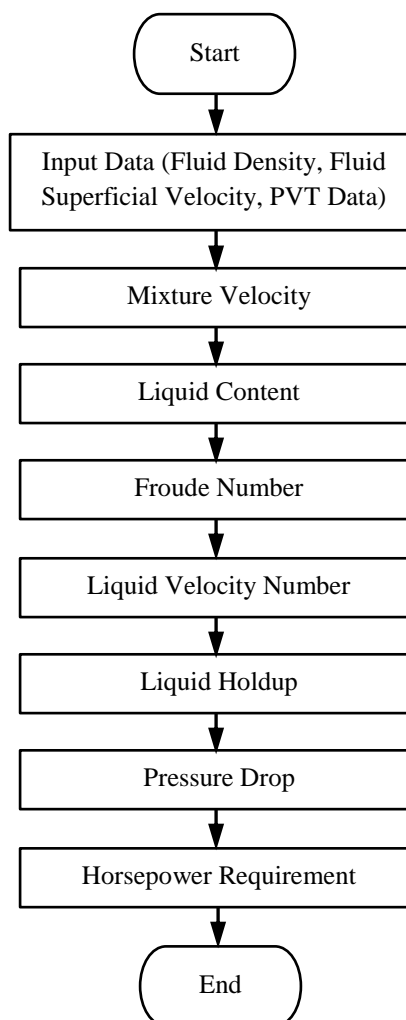 Start
Input Data (Fluid Density, Fluid
Superficial Velocity, PVT Data)
Mixture Velocity
Liquid Content
Froude Number
Liquid Velocity Number
Liquid Holdup
Pressure Drop
Horsepower Requirement
End